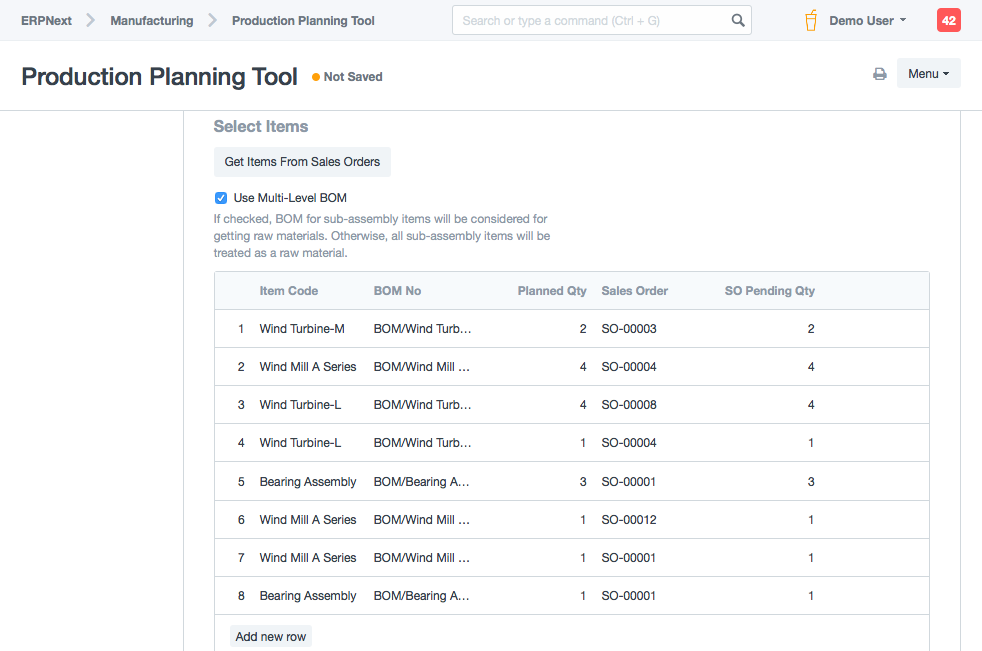 ERPNext Manufacturing Production Planning Tool Search or type a command (Ctrl + G) Demo User 42
Production Planning Tool Not Saved Menu
Select Items
Get Items From Sales Orders
Use Multi-Level BOM
If checked, BOM for sub-assembly items will be considered for
getting raw materials. Otherwise, all sub-assembly items will be
treated as a raw material.
Item Code BOM No Planned Qty Sales Order SO Pending Qty
1 Wind Turbine-M BOM/Wind Turb... 2 SO-00003 2
2 Wind Mill A Series BOM/Wind Mill ... 4 SO-00004 4
3 Wind Turbine-L BOM/Wind Turb... 4 SO-00008 4
4 Wind Turbine-L BOM/Wind Turb... 1 SO-00004 1
5 Bearing Assembly BOM/Bearing A... 3 SO-00001 3
6 Wind Mill A Series BOM/Wind Mill ... 1 SO-00012 1
7 Wind Mill A Series BOM/Wind Mill ... 1 SO-00001 1
8 Bearing Assembly BOM/Bearing A... 1 SO-00001 1
Add new row